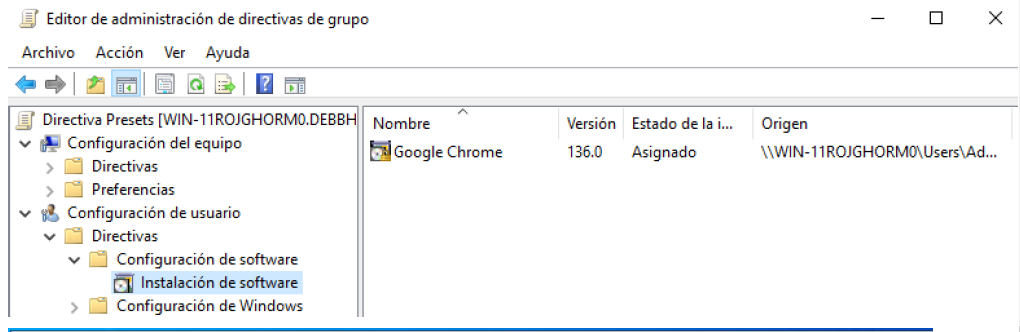 Editor de administración de directivas de grupo
Archivo Acción Ver Ayuda
Directiva Presets [WIN-11ROJGHORM0.DEBBH
Configuración del equipo
Directivas
Preferencias
Configuración de usuario
Directivas
Configuración de software
Instalación de software
Configuración de Windows
Nombre Versión Estado de la i... Origen
Google Chrome 136.0 Asignado \\WIN-11ROJGHORM0\Users\Ad...